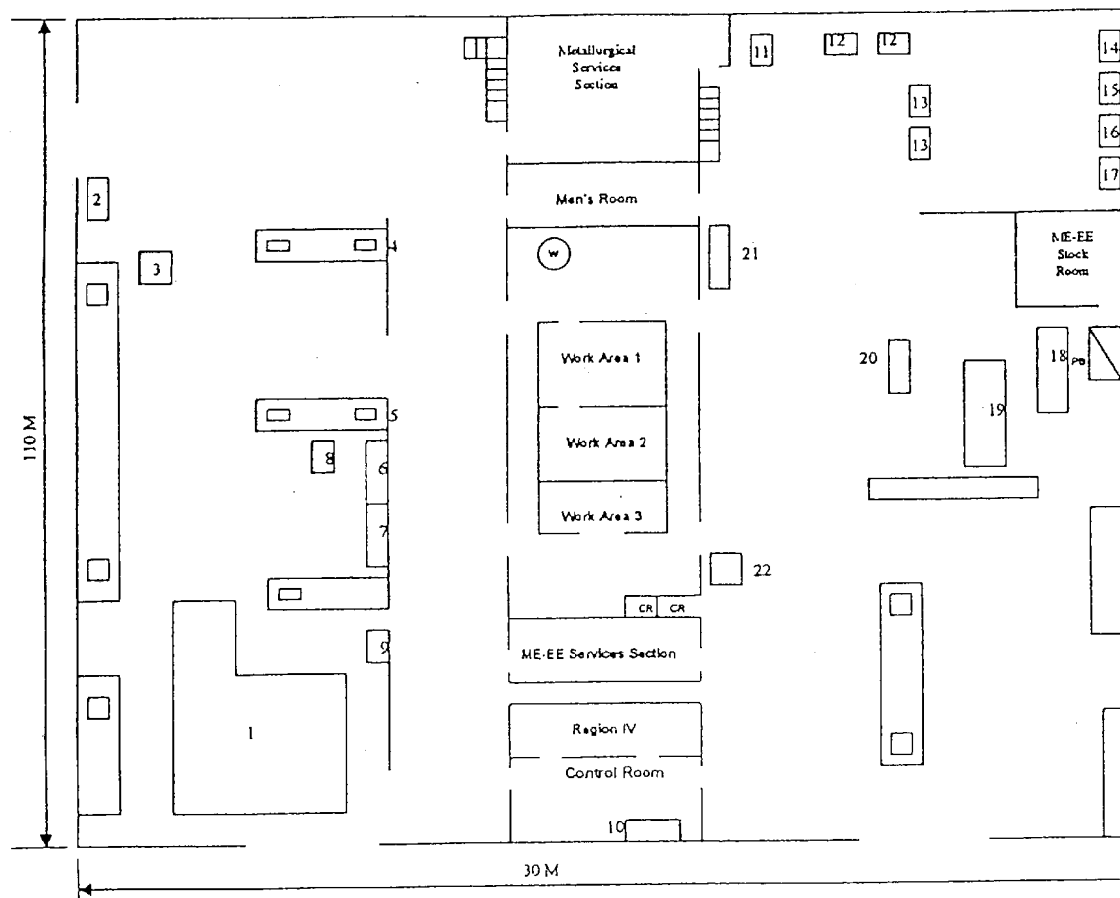 Metallurgical
Services
Section
11
12
12
14
13
15
13
16
17
2
Men's Room
3
4
W
21
ME-EE
Stock
Room
110 M
Work Area 1
20
18
PB
5
19
8
6
Work Area 2
7
Work Area 3
22
CR
CR
9
ME-EE Services Section
1
Region IV
Control Room
10
30 M